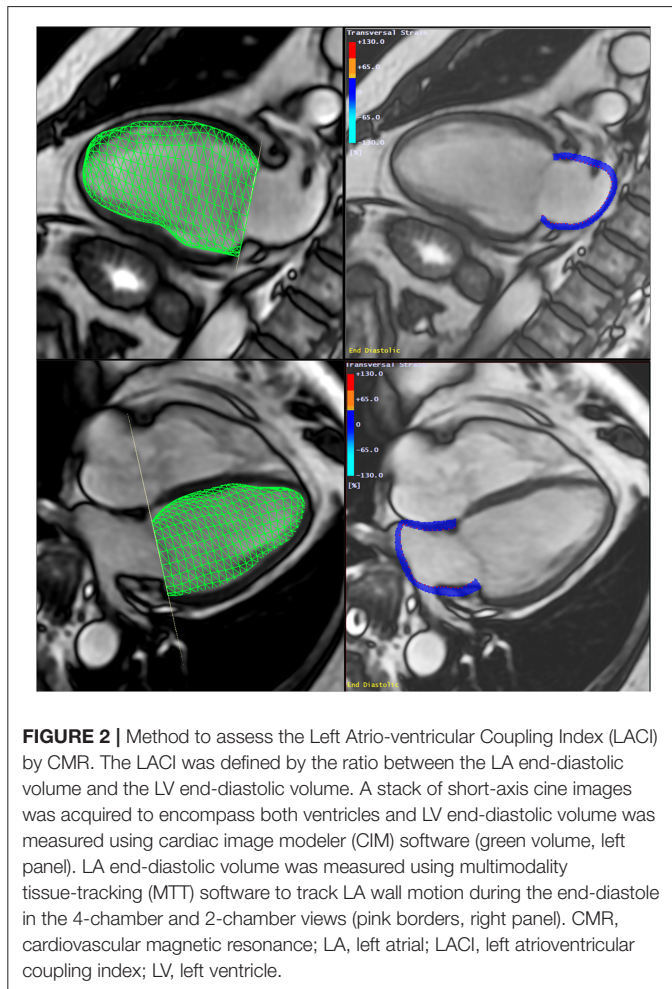 Transversal Strain
+130.0
+65.0
-65.0
-130.0
[%]
End Diastolic
Transversal Strain
+130.0
+65.0
0
-65.0
-130.0
[%]
End Diastolic
FIGURE 2 | Method to assess the Left Atrio-ventricular Coupling Index (LACI)
by CMR. The LACI was defined by the ratio between the LA end-diastolic
volume and the LV end-diastolic volume. A stack of short-axis cine images
was acquired to encompass both ventricles and LV end-diastolic volume was
measured using cardiac image modeler (CIM) software (green volume, left
panel). LA end-diastolic volume was measured using multimodality
tissue-tracking (MTT) software to track LA wall motion during the end-diastole
in the 4-chamber and 2-chamber views (pink borders, right panel). CMR,
cardiovascular magnetic resonance; LA, left atrial; LACI, left atrioventricular
coupling index; LV, left ventricle.